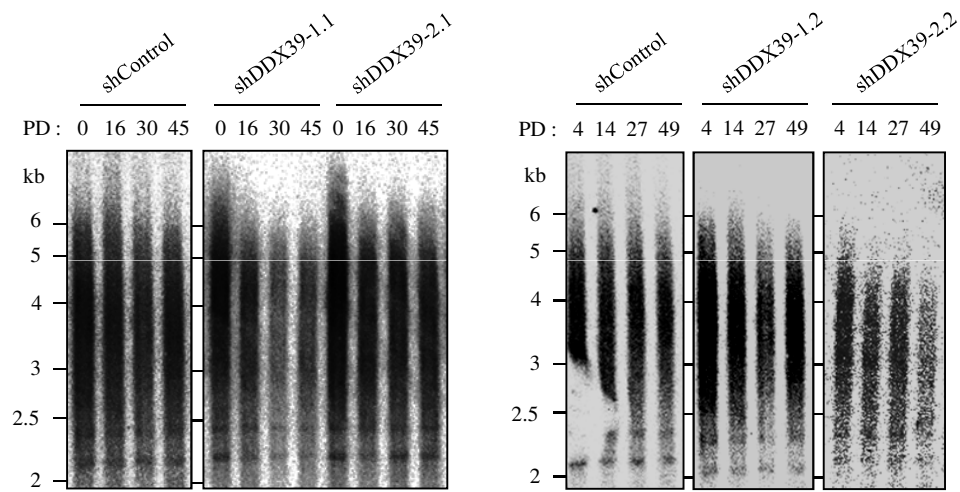 shControl shDDX39-1.1 shDDX39-2.1
PD : 0 16 30 45 0 16 30 45 0 16 30 45
kb
6
5
4
3
2.5
2
shControl shDDX39-1.2 shDDX39-2.2
PD : 4 14 27 49 4 14 27 49 4 14 27 49
kb
6
5
4
3
2.5
2